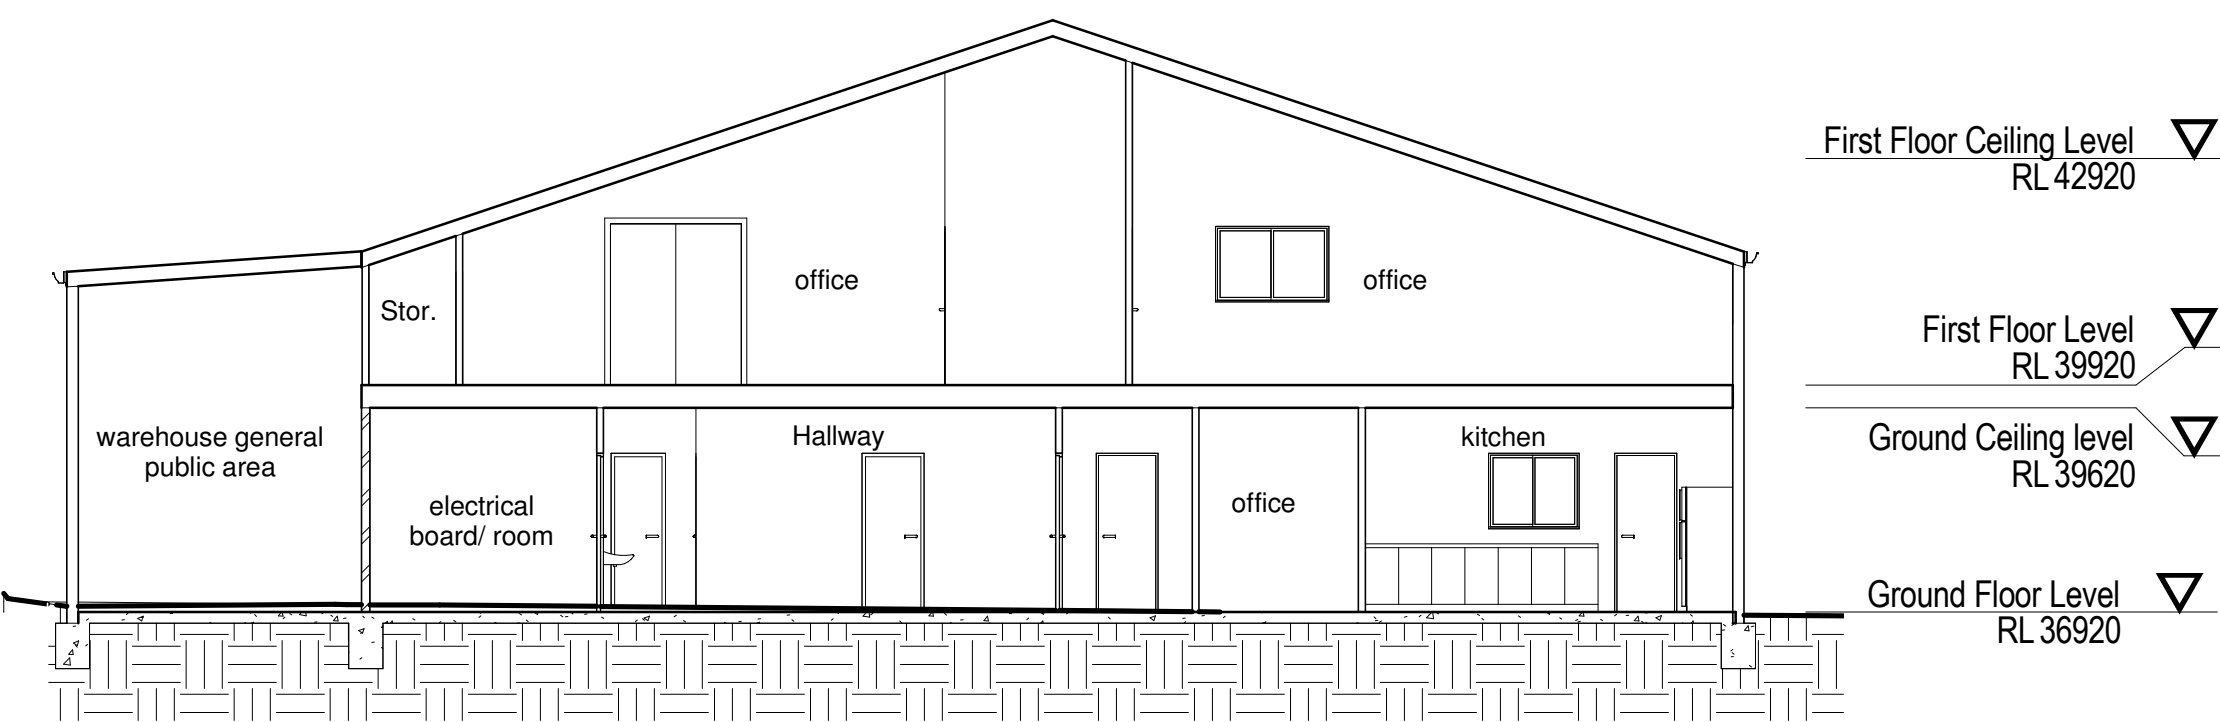 First Floor Ceiling Level
RL 42920
office
office
Stor.
First Floor Level
RL 39920
warehouse general
public area
Hallway
kitchen
Ground Ceiling level
RL 39620
electrical
board/ room
office
Ground Floor Level
RL 36920